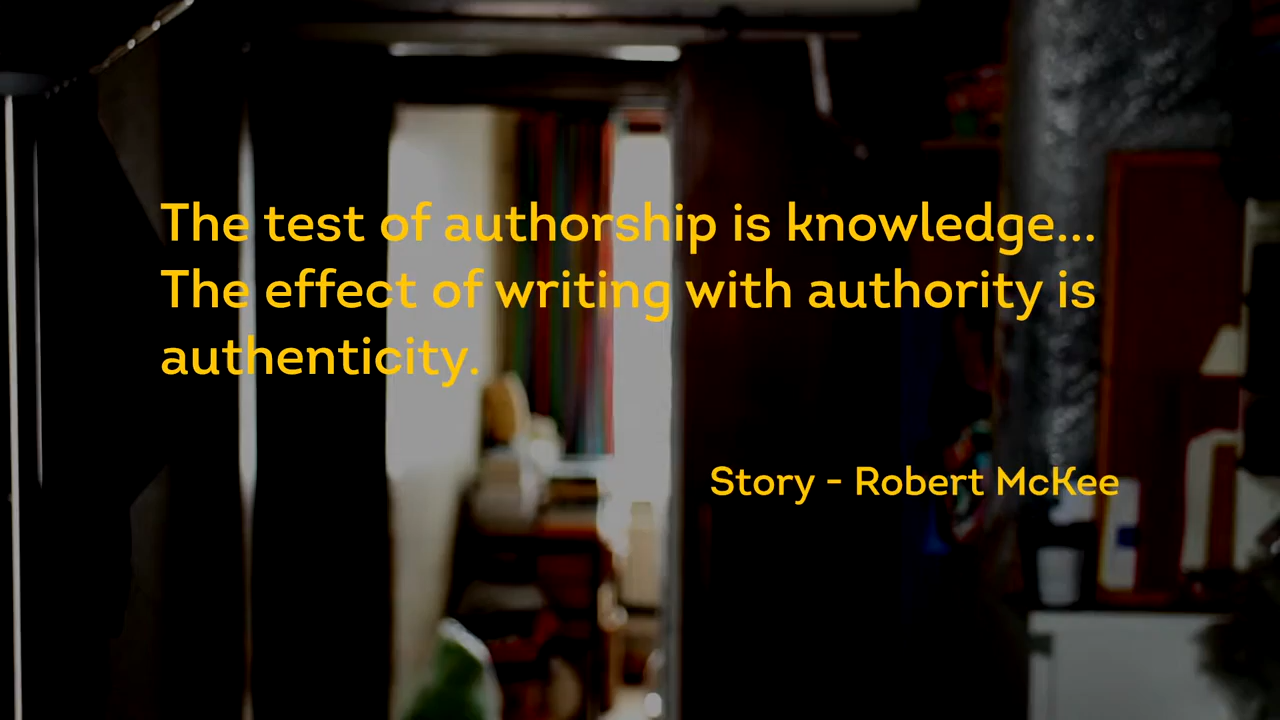 The test of authorship is knowledge...
The effect of writing with authority is
authenticity.
Story - Robert McKee